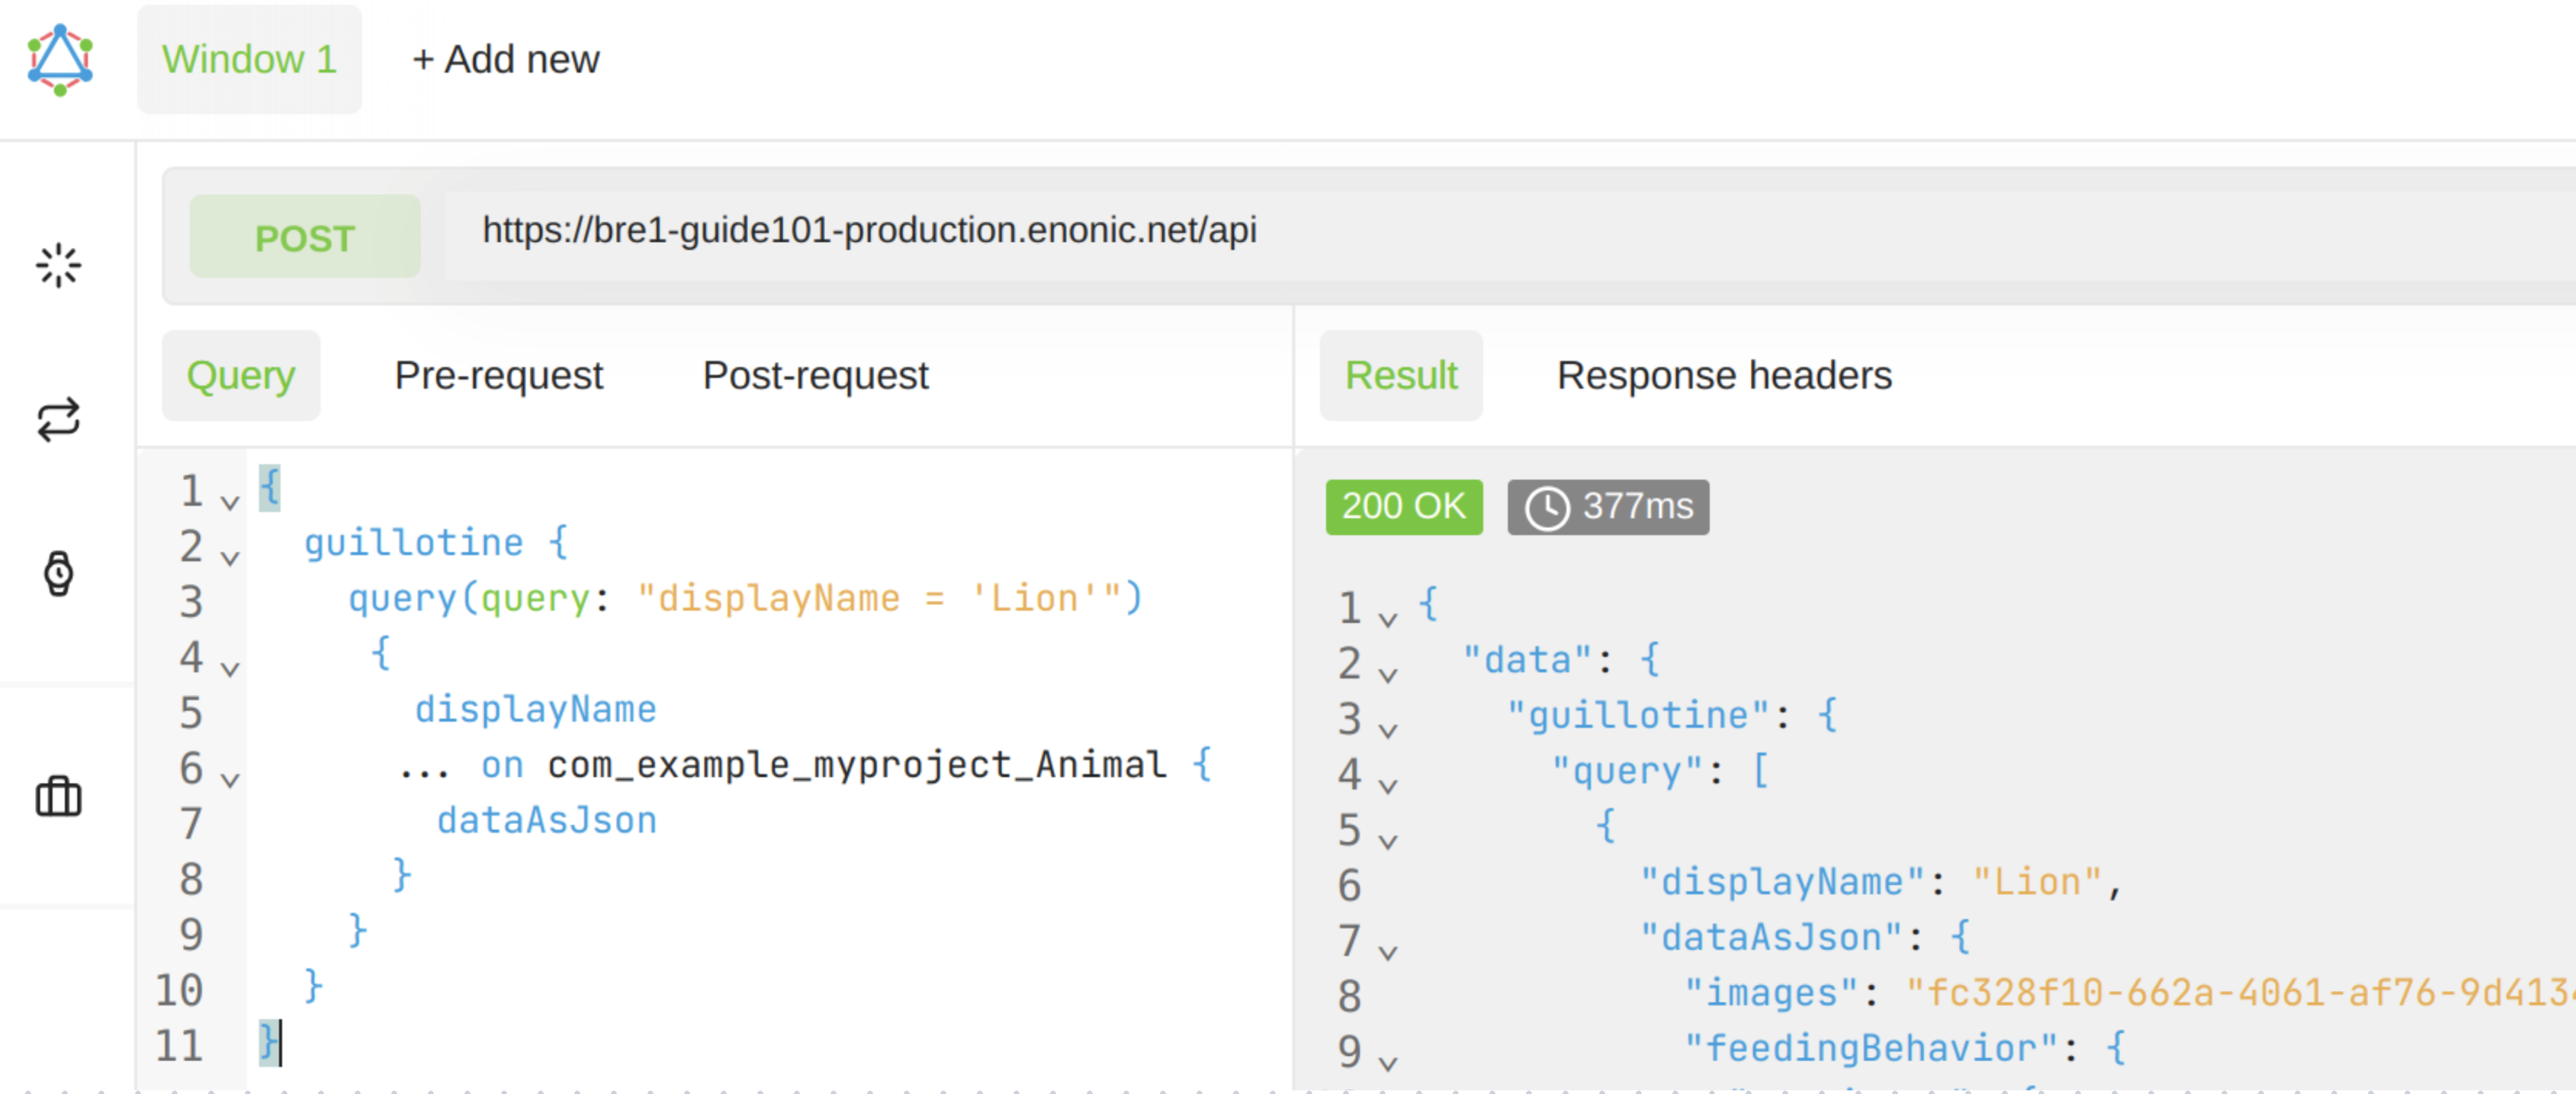 Window 1
+ Add new
POST
https://bre1-guide101-production.enonic.net/api
Query
Pre-request
Post-request
Result
Response headers
1 {
2 guillotine {
3 query(query: "displayName = 'Lion'")
4 {
5 displayName
6 ... on com_example_myproject_Animal {
7 dataAsJson
8 }
9 }
10 }
11 }
200 OK
377ms
1 {
2 "data": {
3 "guillotine": {
4 "query": [
5 {
6 "displayName": "Lion",
7 "dataAsJson": {
8 "images": "fc328f10-662a-4061-af76-9d413
9 "feedingBehavior": {